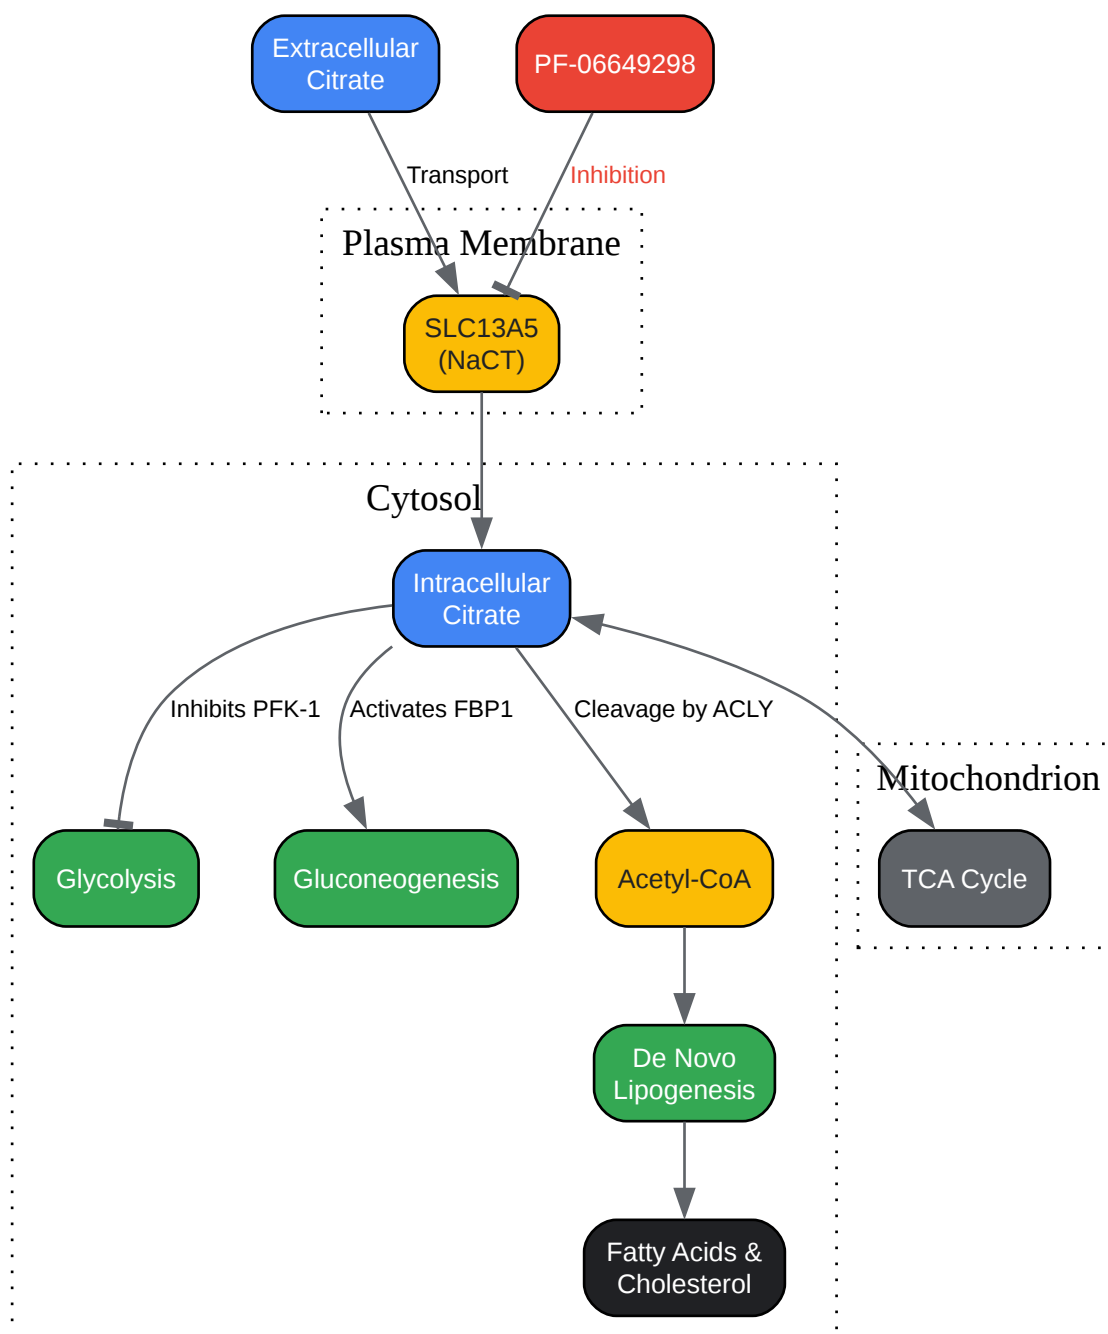 Extracellular
Citrate
PF-06649298
Transport
Inhibition
Plasma Membrane
SLC13A5
(NaCT)
Cytosol
Intracellular
Citrate
Inhibits PFK-1
Activates FBP1
Cleavage by ACLY
Mitochondrion
Glycolysis
Gluconeogenesis
Acetyl-CoA
TCA Cycle
De Novo
Lipogenesis
Fatty Acids &
Cholesterol